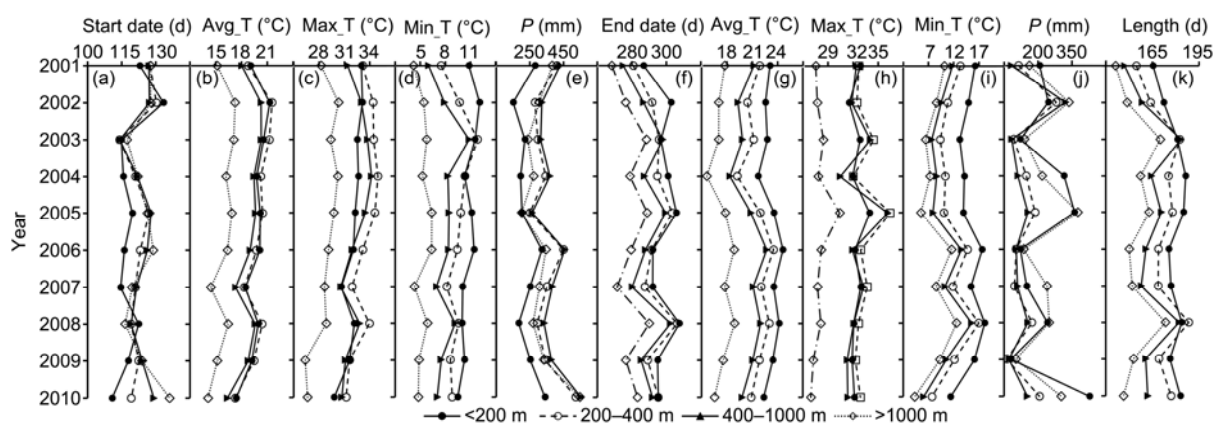 Start date (d) Avg_T (°C) Max_T (°C) Min_T (°C) P (mm) End date (d) Avg_T (°C) Max_T (°C) Min_T (°C) P (mm) Length (d)
100 115 130 15 18 21 28 31 34 5 8 11 250 450 280 300 18 21 24 29 32 35 7 12 17 200 350 165 195
2001 (a) (b) (c) (d) (e) (f) (g) (h) (i) (j) (k)
2002
2003
2004
2005
2006
2007
2008
2009
2010
Year
<200 m 200–400 m 400–1000 m >1000 m